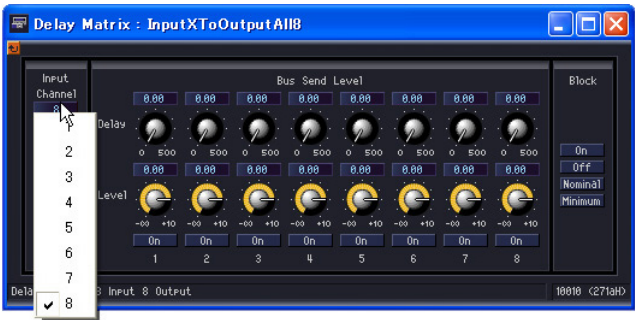 Delay Matrix : InputXToOutputAll8
Input Channel
8
1
2
3
4
5
6
7
8
Bus Send Level
0.00 0.00 0.00 0.00 0.00 0.00 0.00 0.00
Delay
0 500 0 500 0 500 0 500 0 500 0 500 0 500 0 500
0.00 0.00 0.00 0.00 0.00 0.00 0.00 0.00
Level
-∞ +10 -∞ +10 -∞ +10 -∞ +10 -∞ +10 -∞ +10 -∞ +10 -∞ +10
On On On On On On On On
1 2 3 4 5 6 7 8
Block
On
Off
Nominal
Minimum
Input 8 Output
10010 (271aH)